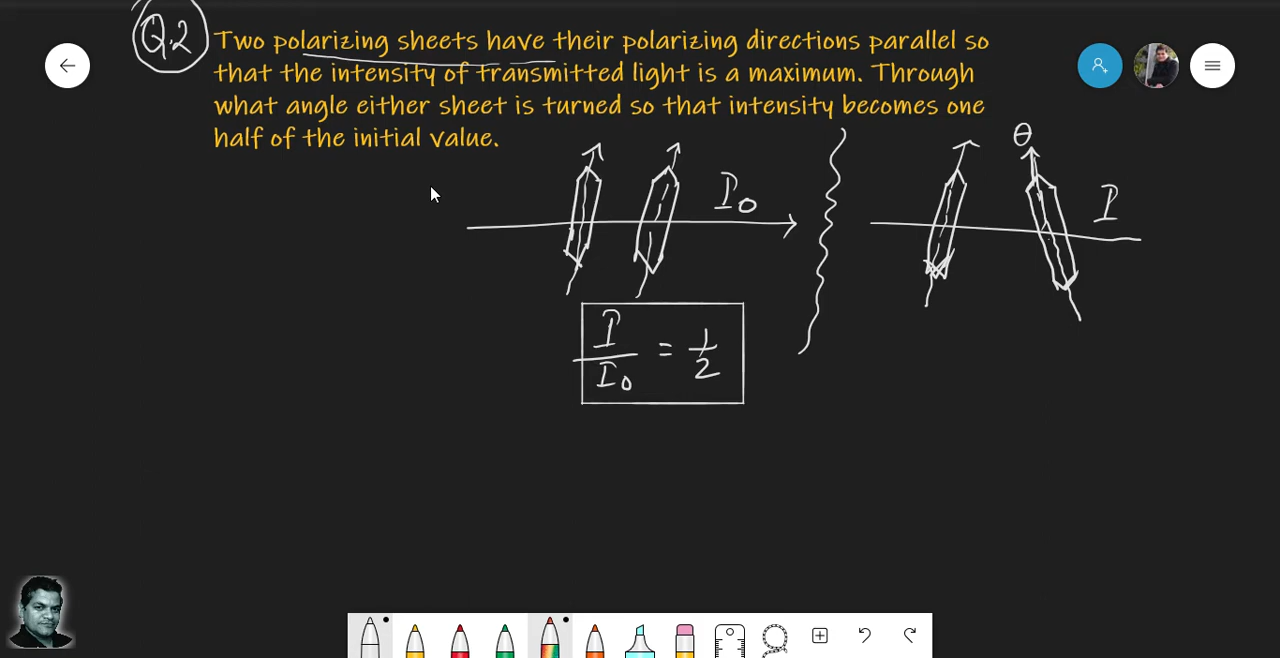 Q.2
Two polarizing sheets have their polarizing directions parallel so
that the intensity of transmitted light is a maximum. Through
what angle either sheet is turned so that intensity becomes one
half of the initial value.
θ
I₀
I
I/I₀ = 1/2